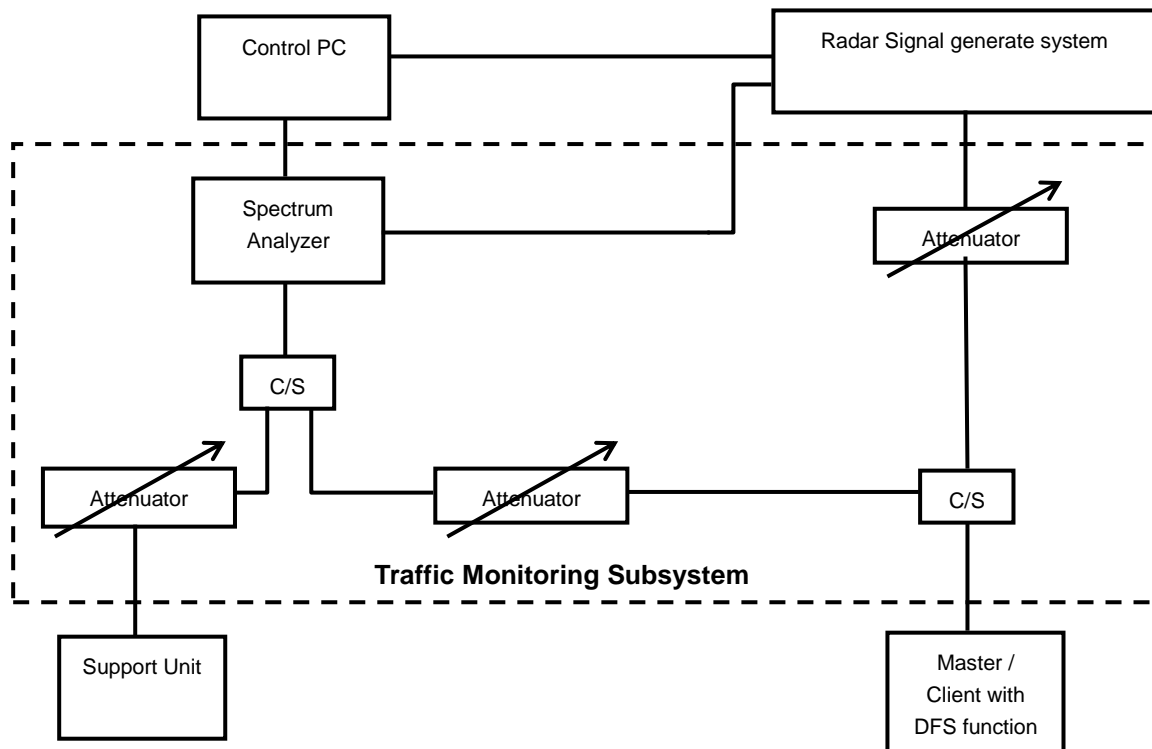 Control PC
Radar Signal generate system
Spectrum
Analyzer
Attenuator
C/S
Attenuator
Attenuator
C/S
Traffic Monitoring Subsystem
Support Unit
Master /
Client with
DFS function